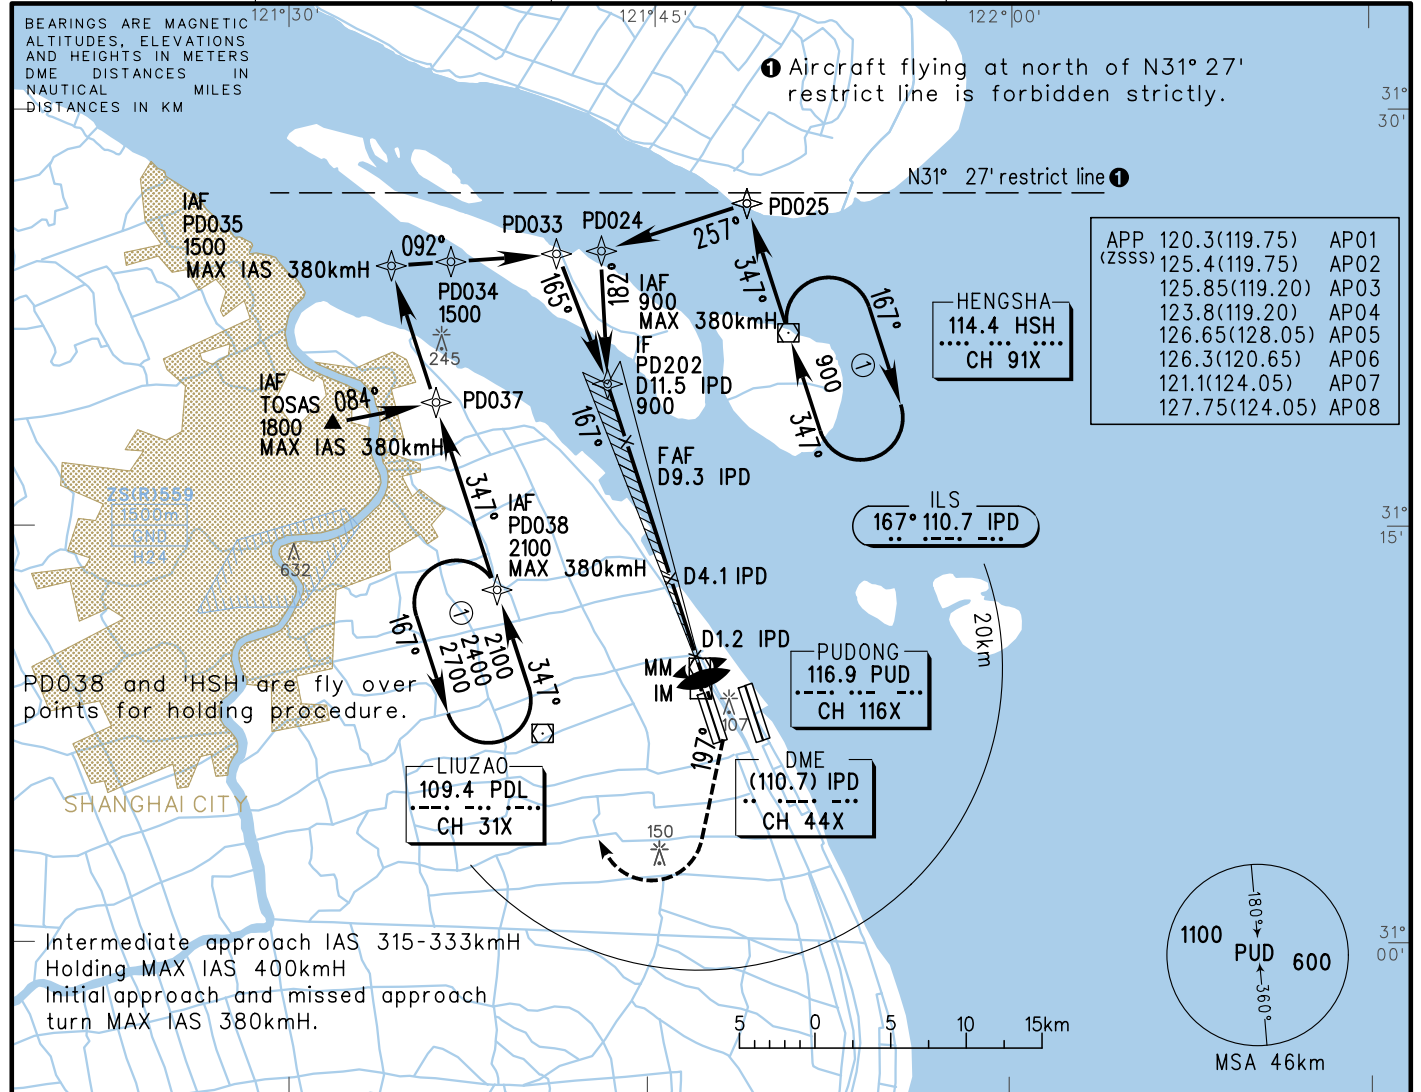 BEARINGS ARE MAGNETIC
ALTITUDES, ELEVATIONS
AND HEIGHTS IN METERS
DME DISTANCES IN
NAUTICAL MILES
DISTANCES IN KM
121°30'
121°45'
122°00'
❶ Aircraft flying at north of N31°27'
restrict line is forbidden strictly.
31°
30'
N31° 27' restrict line ❶
IAF
PD035
1500
MAX IAS 380kmH
092°
PD034
1500
PD033
PD024
PD025
257°
165°
182°
IAF
900
MAX 380kmH
IF
PD202
D11.5 IPD
900
347°
167°
900
1
347°
HENGSHA
114.4 HSH
CH 91X
APP 120.3(119.75) AP01
(ZSSS) 125.4(119.75) AP02
125.85(119.20) AP03
123.8(119.20) AP04
126.65(128.05) AP05
126.3(120.65) AP06
121.1(124.05) AP07
127.75(124.05) AP08
245
IAF
TOSAS
1800
MAX IAS 380kmH
084°
PD037
167°
FAF
D9.3 IPD
347°
IAF
PD038
2100
MAX 380kmH
ZS(R)559
1500m
GND
H24
632
ILS
167° 110.7 IPD
31°
15'
D4.1 IPD
20km
167°
1
2100
2400
2700
347°
D1.2 IPD
MM
IM
107
197°
PUDONG
116.9 PUD
CH 116X
PD038 and 'HSH' are fly over
points for holding procedure.
LIUZAO
109.4 PDL
CH 31X
DME
(110.7) IPD
CH 44X
SHANGHAI CITY
150
Intermediate approach IAS 315-333kmH
Holding MAX IAS 400kmH
Initial approach and missed approach
turn MAX IAS 380kmH.
5 0 5 10 15km
180°
1100
PUD
600
360°
MSA 46km
31°
00'